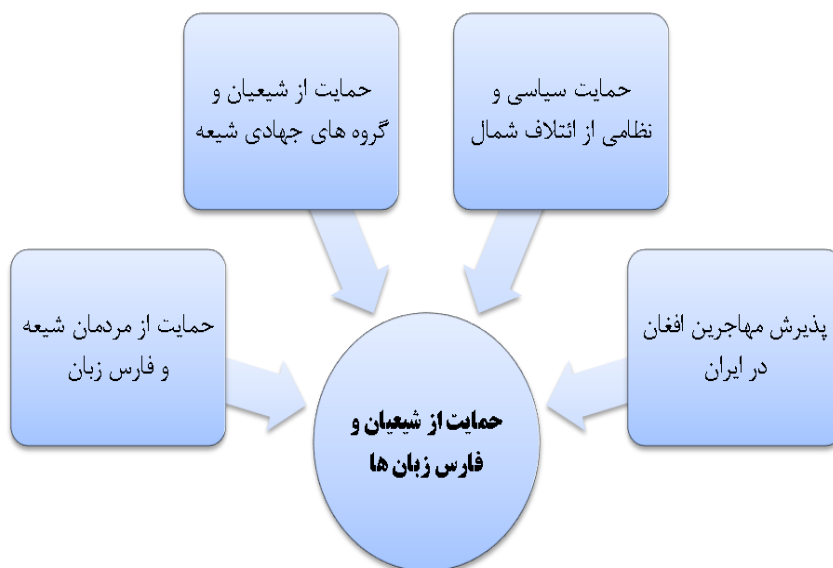 حمایت سیاسی و
نظامی از ائتلاف شمال
حمایت از شیعیان و
گروه های جهادی شیعه
پذیرش مهاجرین افغان
در ایران
حمایت از مردمان شیعه
و فارس زبان
حمایت از شیعیان و
فارس زبان ها